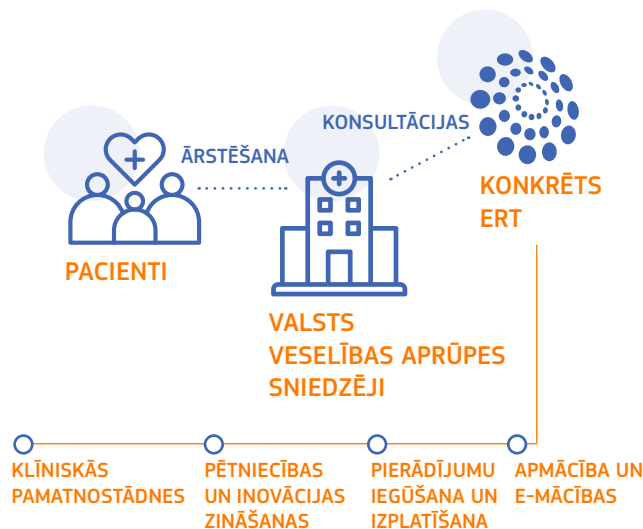 KONSULTĀCIJAS
ĀRSTĒŠANA
KONKRĒTS
ERT
PACIENTI
VALSTS
VESELĪBAS APRŪPES
SNIEDZĒJI
KLĪNISKĀS
PAMATNOSTĀDNES
PĒTNIECĪBAS
UN INOVĀCIJAS
ZINĀŠANAS
PIERĀDĪJUMU
IEGŪŠANA UN
IZPLATĪŠANA
APMĀCĪBA UN
E-MĀCĪBAS